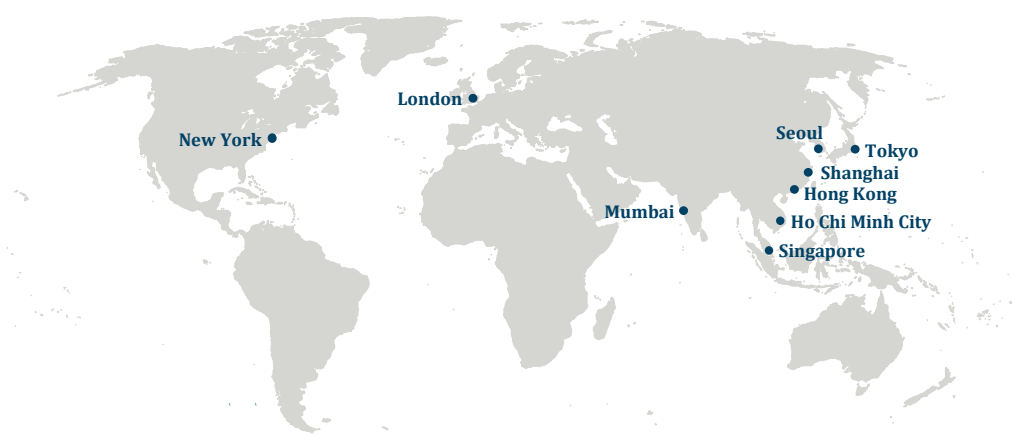 London
New York
Seoul
Tokyo
Shanghai
Hong Kong
Mumbai
Ho Chi Minh City
Singapore